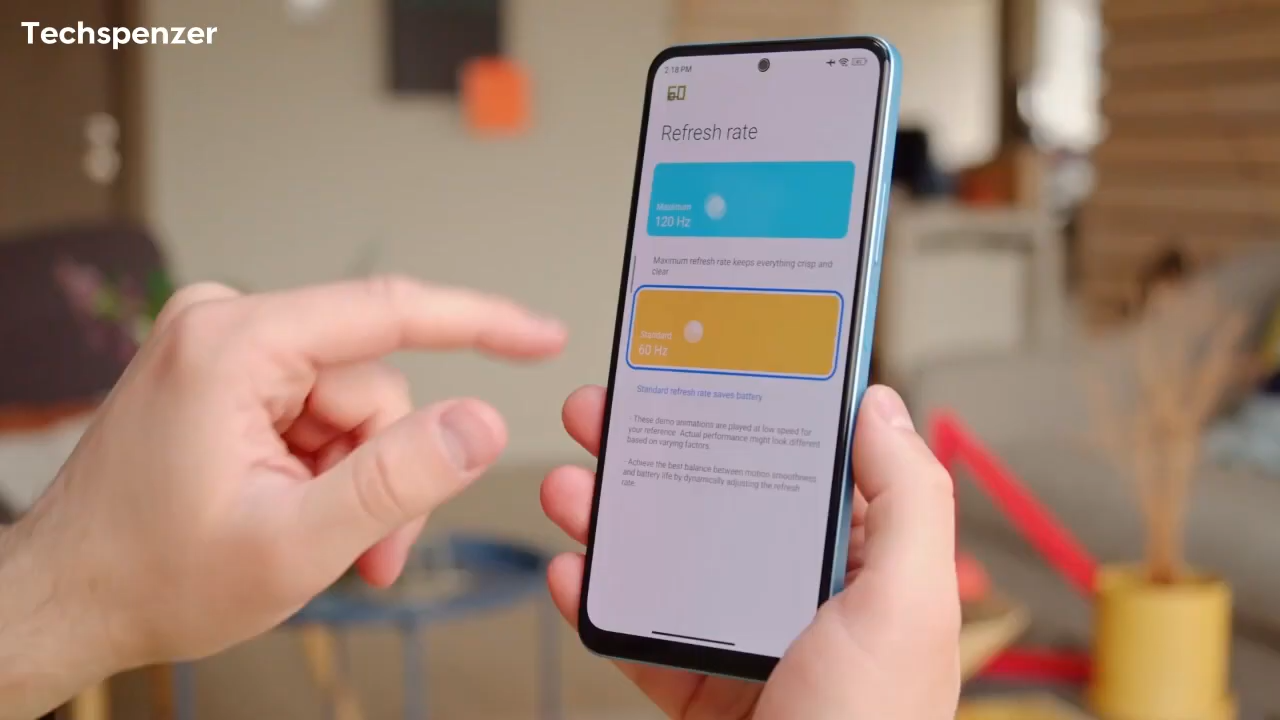 Techspenzer
2:18 PM
60
Refresh rate
Maximum
120 Hz
Maximum refresh rate keeps everything crisp and
clear
Standard
60 Hz
Standard refresh rate saves battery
- These demo animations are played at low speed for
your reference. Actual performance might look different
based on varying factors.
- Achieve the best balance between motion smoothness
and battery life by dynamically adjusting the refresh
rate.